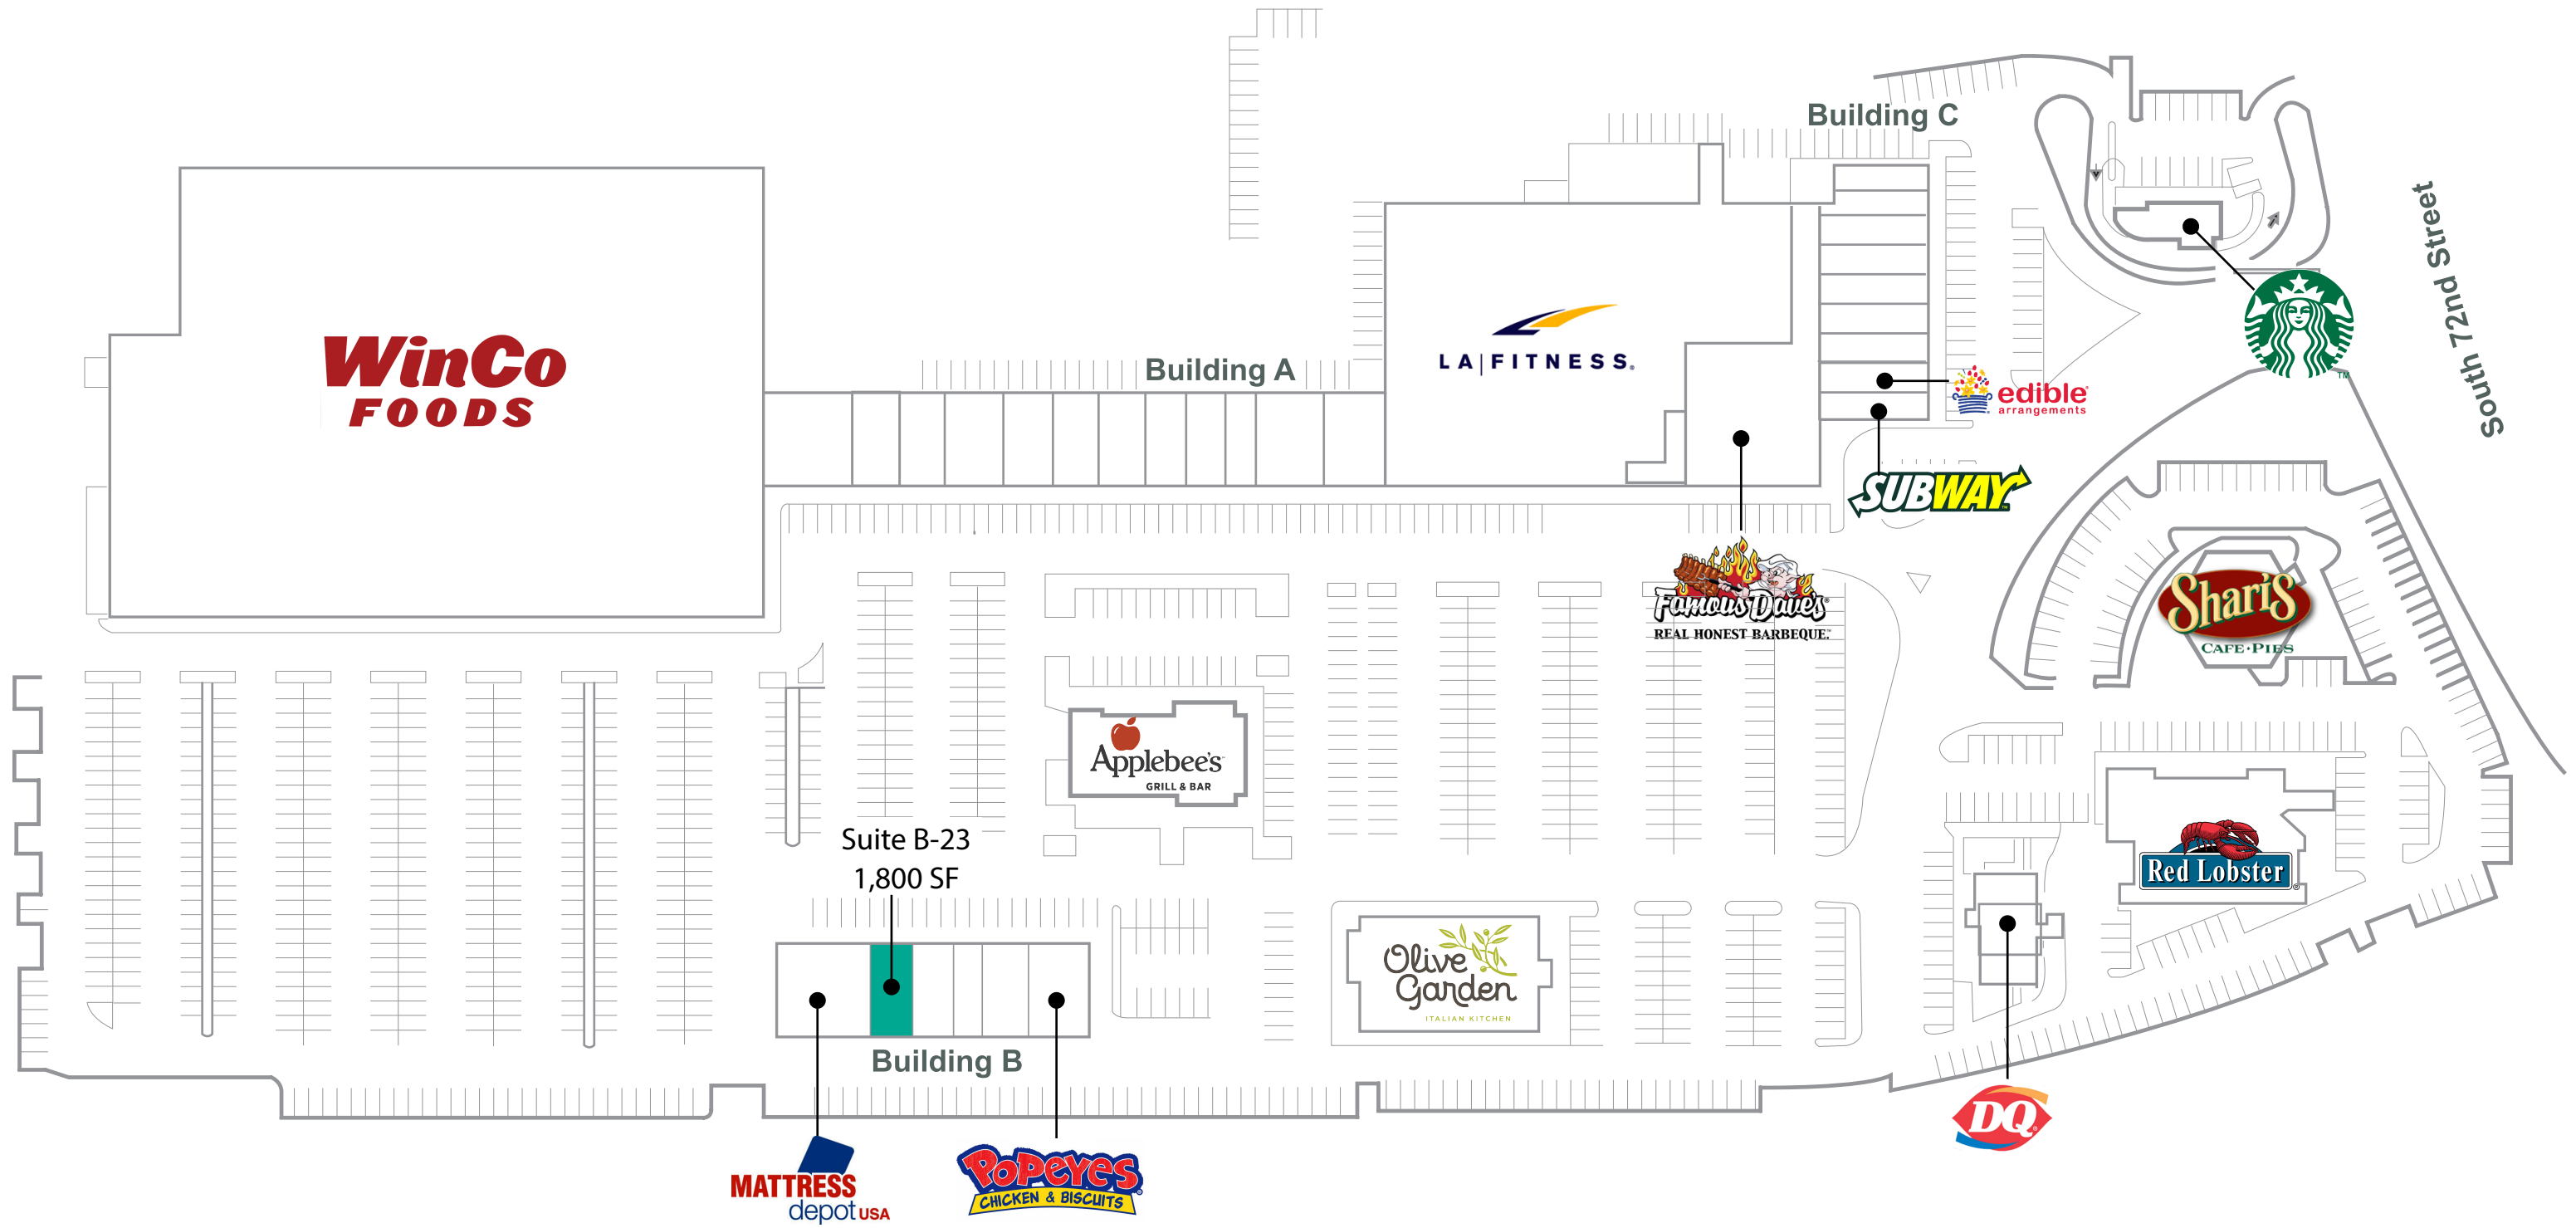 Building C
South 72nd Street
WinCo
FOODS
LA|FITNESS®
Building A
TM
edible®
arrangements
SUBWAY
Famous Dave's®
REAL HONEST BARBEQUE.™
Shari's
CAFE•PIES
Applebee's
GRILL & BAR
Suite B-23
1,800 SF
Red Lobster®
Olive
Garden
ITALIAN KITCHEN
Building B
DQ®
MATTRESS
depot USA
POPEYES®
CHICKEN & BISCUITS